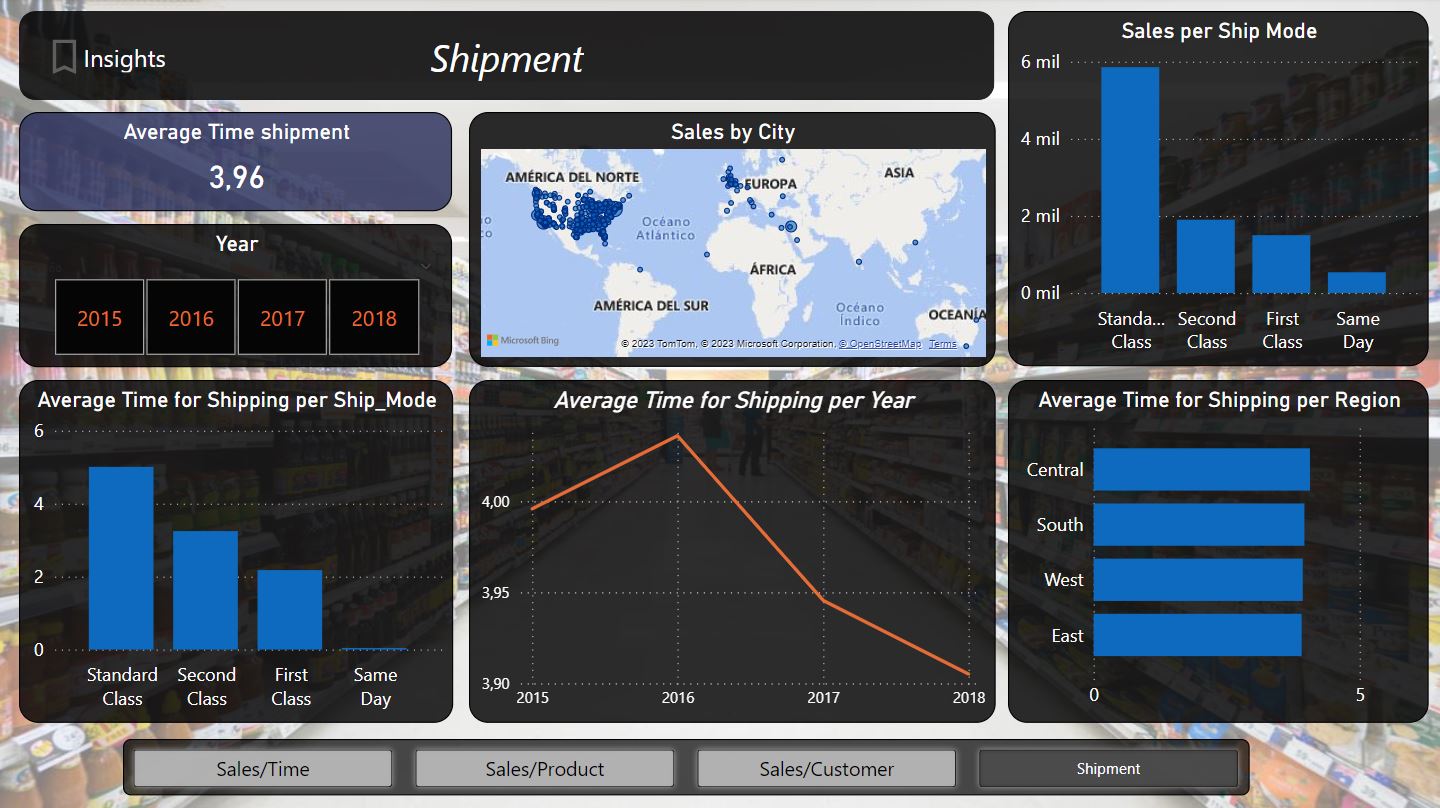 Insights
Shipment
Sales per Ship Mode
6 mil
4 mil
2 mil
0 mil
Standa...
Class
Second
Class
First
Class
Same
Day
Average Time shipment
3,96
Sales by City
AMÉRICA DEL NORTE
EUROPA
ASIA
Océano
Atlántico
ÁFRICA
AMÉRICA DEL SUR
Océano
Índico
OCEANÍA
no
co
Microsoft Bing
© 2023 TomTom, © 2023 Microsoft Corporation, © OpenStreetMap Terms
Year
2015
2016
2017
2018
Average Time for Shipping per Ship_Mode
6
4
2
0
Standard
Class
Second
Class
First
Class
Same
Day
Average Time for Shipping per Year
4,00
3,95
3,90
2015
2016
2017
2018
Average Time for Shipping per Region
Central
South
West
East
0
5
Sales/Time
Sales/Product
Sales/Customer
Shipment